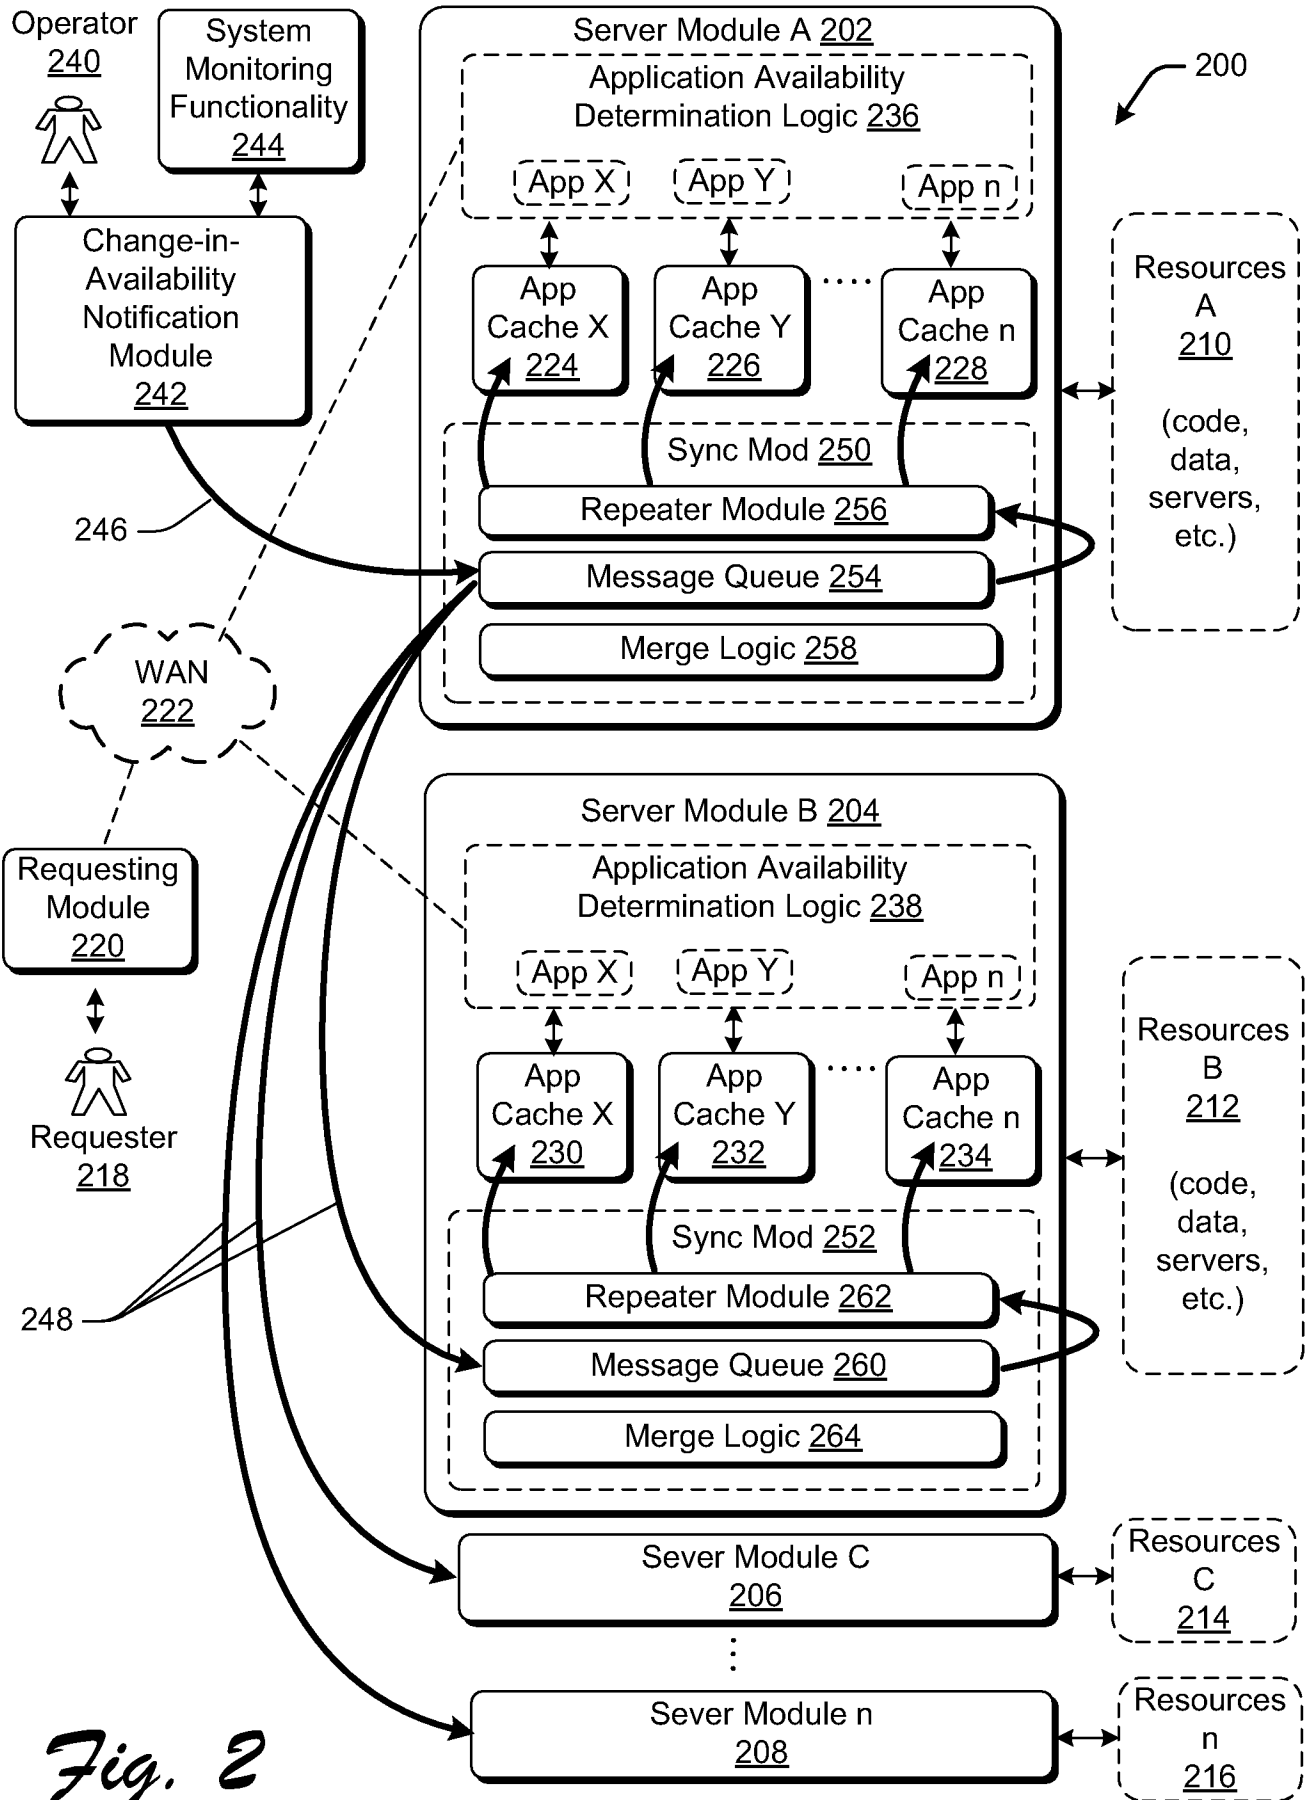 Operator
240
System
Monitoring
Functionality
244
Change-in-
Availability
Notification
Module
242
246
WAN
222
Requesting
Module
220
Requester
218
248
Server Module A 202
Application Availability
Determination Logic 236
App X
App Y
App n
App
Cache X
224
App
Cache Y
226
....
App
Cache n
228
Sync Mod 250
Repeater Module 256
Message Queue 254
Merge Logic 258
200
Resources
A
210
(code,
data,
servers,
etc.)
Server Module B 204
Application Availability
Determination Logic 238
App X
App Y
App n
App
Cache X
230
App
Cache Y
232
....
App
Cache n
234
Sync Mod 252
Repeater Module 262
Message Queue 260
Merge Logic 264
Resources
B
212
(code,
data,
servers,
etc.)
Sever Module C
206
Resources
C
214
Sever Module n
208
Resources
n
216
Fig. 2